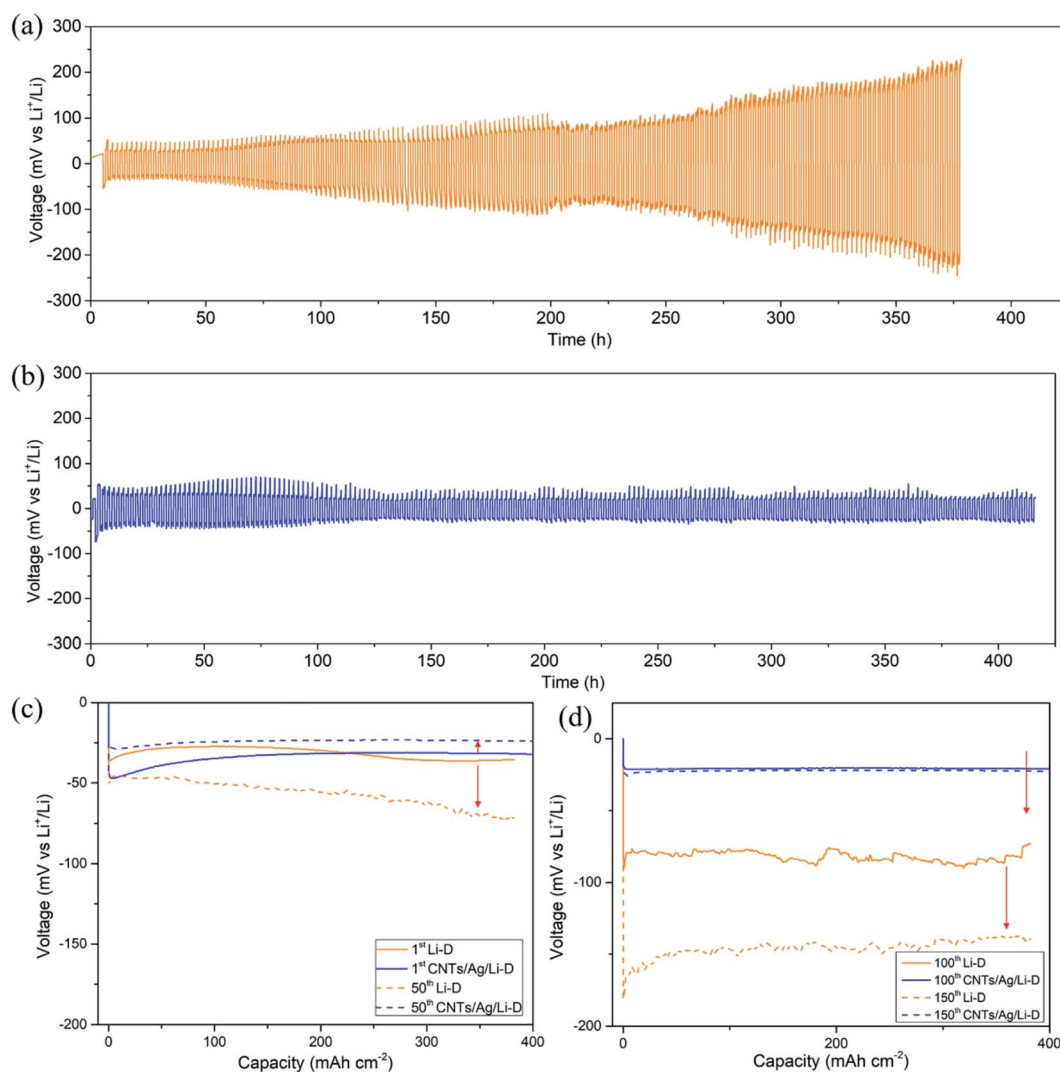 (a)
300
200
100
0
-100
-200
-300
Voltage (mV vs Li⁺/Li)
0 50 100 150 200 250 300 350 400
Time (h)
(b)
300
200
100
0
-100
-200
-300
Voltage (mV vs Li⁺/Li)
0 50 100 150 200 250 300 350 400
Time (h)
(c)
0
-50
-100
-150
-200
Voltage (mV vs Li⁺/Li)
1st Li-D
1st CNTs/Ag/Li-D
50th Li-D
50th CNTs/Ag/Li-D
0 100 200 300 400
Capacity (mAh cm⁻²)
(d)
0
-100
-200
Voltage (mV vs Li⁺/Li)
100th Li-D
100th CNTs/Ag/Li-D
150th Li-D
150th CNTs/Ag/Li-D
0 200 400
Capacity (mAh cm⁻²)